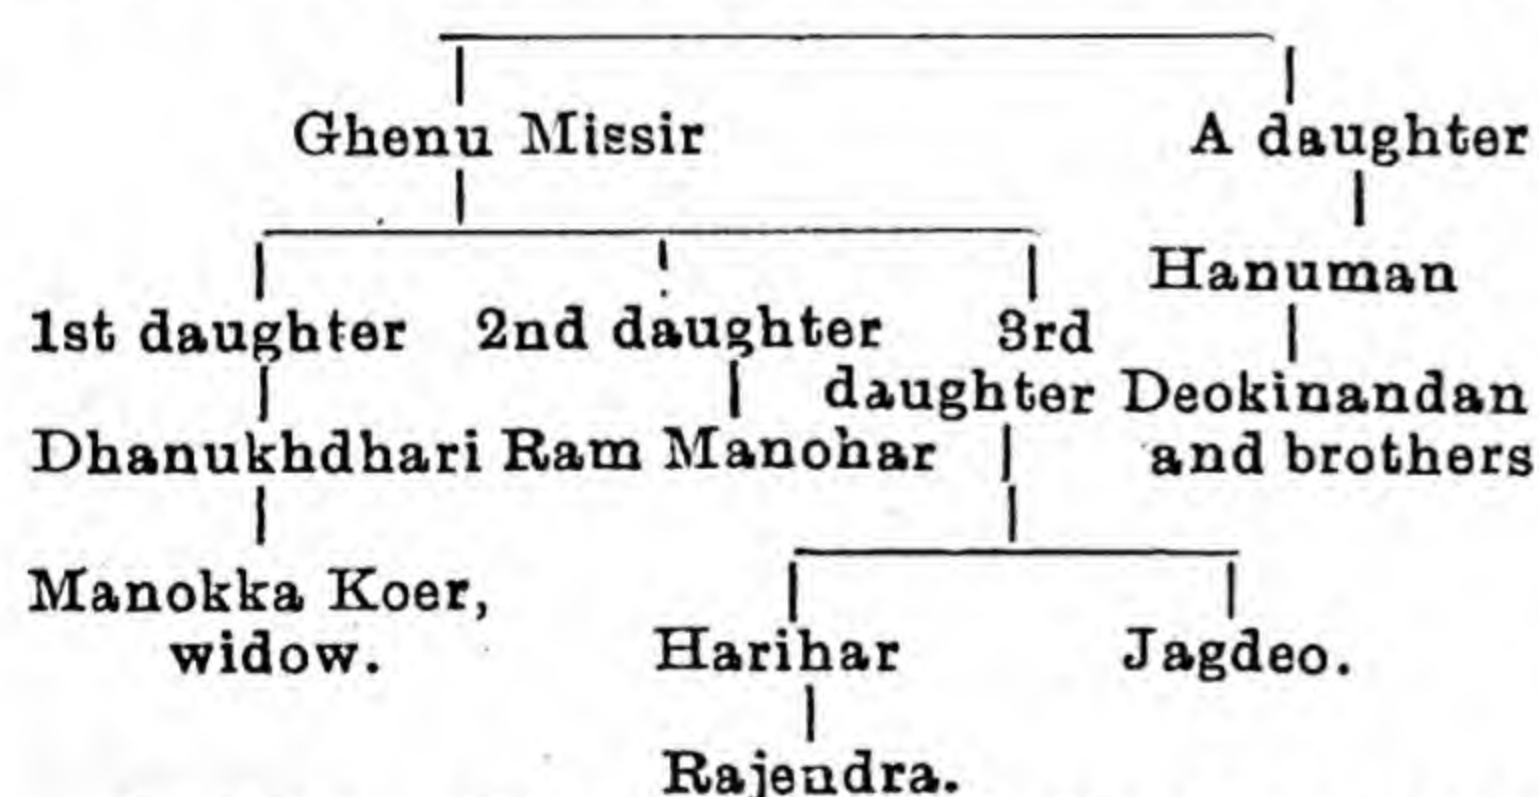 Ghenu Missir A daughter
Hanuman
1st daughter 2nd daughter 3rd
daughter Deokinandan
Dhanukhdhari Ram Manohar and brothers
Manokka Koer,
widow. Harihar Jagdeo.
Rajendra.